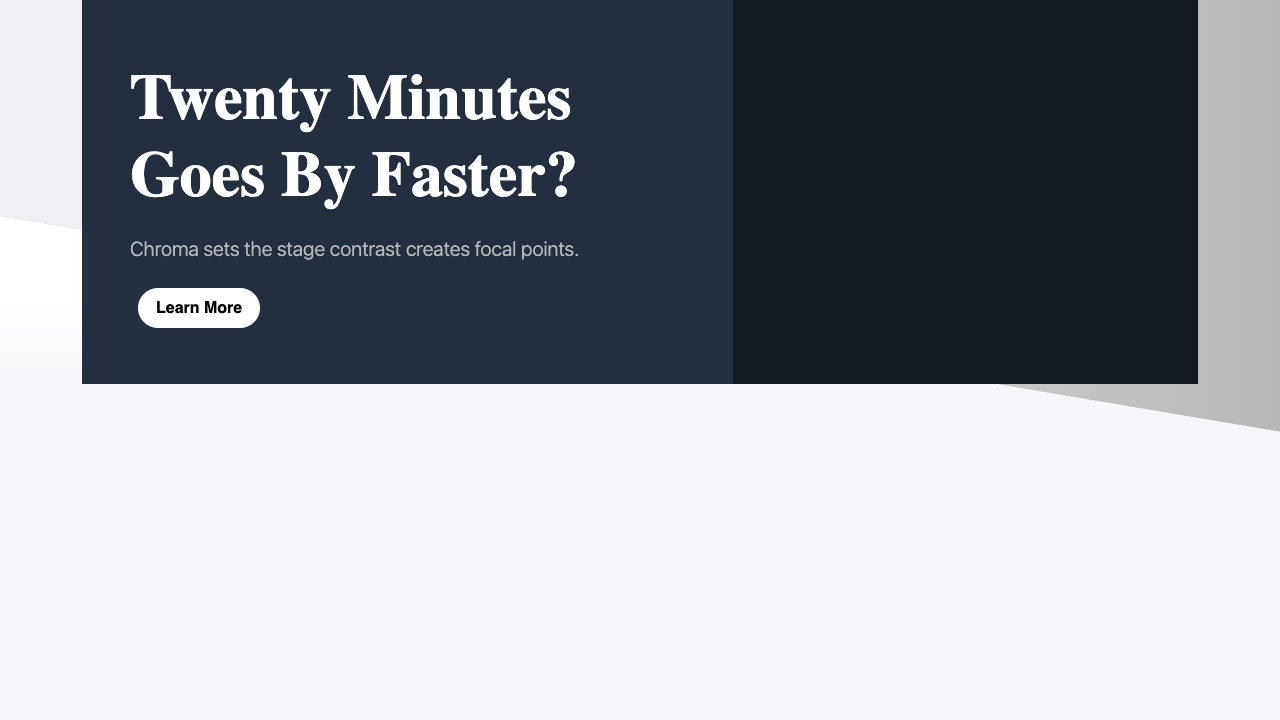 Twenty Minutes
Goes By Faster?
Chroma sets the stage contrast creates focal points.
Learn More